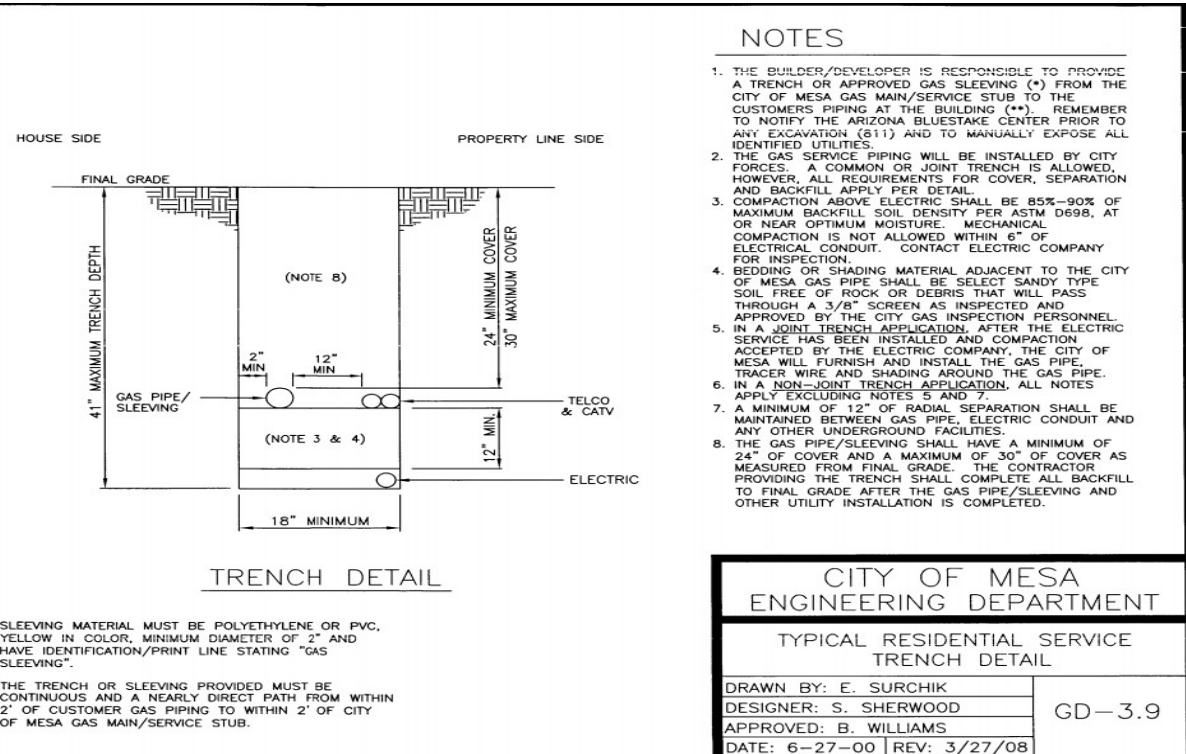 HOUSE SIDE
PROPERTY LINE SIDE
FINAL GRADE
41" MAXIMUM TRENCH DEPTH
(NOTE 8)
24" MINIMUM COVER
30" MAXIMUM COVER
2"
MIN
12"
MIN
GAS PIPE/
SLEEVING
TELCO
& CATV
(NOTE 3 & 4)
12" MIN.
ELECTRIC
18" MINIMUM
TRENCH DETAIL
SLEEVING MATERIAL MUST BE POLYETHYLENE OR PVC,
YELLOW IN COLOR, MINIMUM DIAMETER OF 2" AND
HAVE IDENTIFICATION/PRINT LINE STATING "GAS
SLEEVING".
THE TRENCH OR SLEEVING PROVIDED MUST BE
CONTINUOUS AND A NEARLY DIRECT PATH FROM WITHIN
2' OF CUSTOMER GAS PIPING TO WITHIN 2' OF CITY
OF MESA GAS MAIN/SERVICE STUB.
NOTES
1. THE BUILDER/DEVELOPER IS RESPONSIBLE TO PROVIDE
A TRENCH OR APPROVED GAS SLEEVING (*) FROM THE
CITY OF MESA GAS MAIN/SERVICE STUB TO THE
CUSTOMERS PIPING AT THE BUILDING (**). REMEMBER
TO NOTIFY THE ARIZONA BLUESTAKE CENTER PRIOR TO
ANY EXCAVATION (811) AND TO MANUALLY EXPOSE ALL
IDENTIFIED UTILITIES.
2. THE GAS SERVICE PIPING WILL BE INSTALLED BY CITY
FORCES. A COMMON OR JOINT TRENCH IS ALLOWED,
HOWEVER, ALL REQUIREMENTS FOR COVER, SEPARATION
AND BACKFILL APPLY PER DETAIL.
3. COMPACTION ABOVE ELECTRIC SHALL BE 85%-90% OF
MAXIMUM BACKFILL SOIL DENSITY PER ASTM D698, AT
OR NEAR OPTIMUM MOISTURE. MECHANICAL
COMPACTION IS NOT ALLOWED WITHIN 6" OF
ELECTRICAL CONDUIT. CONTACT ELECTRIC COMPANY
FOR INSPECTION.
4. BEDDING OR SHADING MATERIAL ADJACENT TO THE CITY
OF MESA GAS PIPE SHALL BE SELECT SANDY TYPE
SOIL FREE OF ROCK OR DEBRIS THAT WILL PASS
THROUGH A 3/8" SCREEN AS INSPECTED AND
APPROVED BY THE CITY GAS INSPECTION PERSONNEL.
5. IN A JOINT TRENCH APPLICATION, AFTER THE ELECTRIC
SERVICE HAS BEEN INSTALLED AND COMPACTION
ACCEPTED BY THE ELECTRIC COMPANY, THE CITY OF
MESA WILL FURNISH AND INSTALL THE GAS PIPE,
TRACER WIRE AND SHADING AROUND THE GAS PIPE.
6. IN A NON-JOINT TRENCH APPLICATION, ALL NOTES
APPLY EXCLUDING NOTES 5 AND 7.
7. A MINIMUM OF 12" OF RADIAL SEPARATION SHALL BE
MAINTAINED BETWEEN GAS PIPE, ELECTRIC CONDUIT AND
ANY OTHER UNDERGROUND FACILITIES.
8. THE GAS PIPE/SLEEVING SHALL HAVE A MINIMUM OF
24" OF COVER AND A MAXIMUM OF 30" OF COVER AS
MEASURED FROM FINAL GRADE. THE CONTRACTOR
PROVIDING THE TRENCH SHALL COMPLETE ALL BACKFILL
TO FINAL GRADE AFTER THE GAS PIPE/SLEEVING AND
OTHER UTILITY INSTALLATION IS COMPLETED.
CITY OF MESA
ENGINEERING DEPARTMENT
TYPICAL RESIDENTIAL SERVICE
TRENCH DETAIL
DRAWN BY: E. SURCHIK
DESIGNER: S. SHERWOOD
APPROVED: B. WILLIAMS
DATE: 6-27-00 REV: 3/27/08
GD-3.9